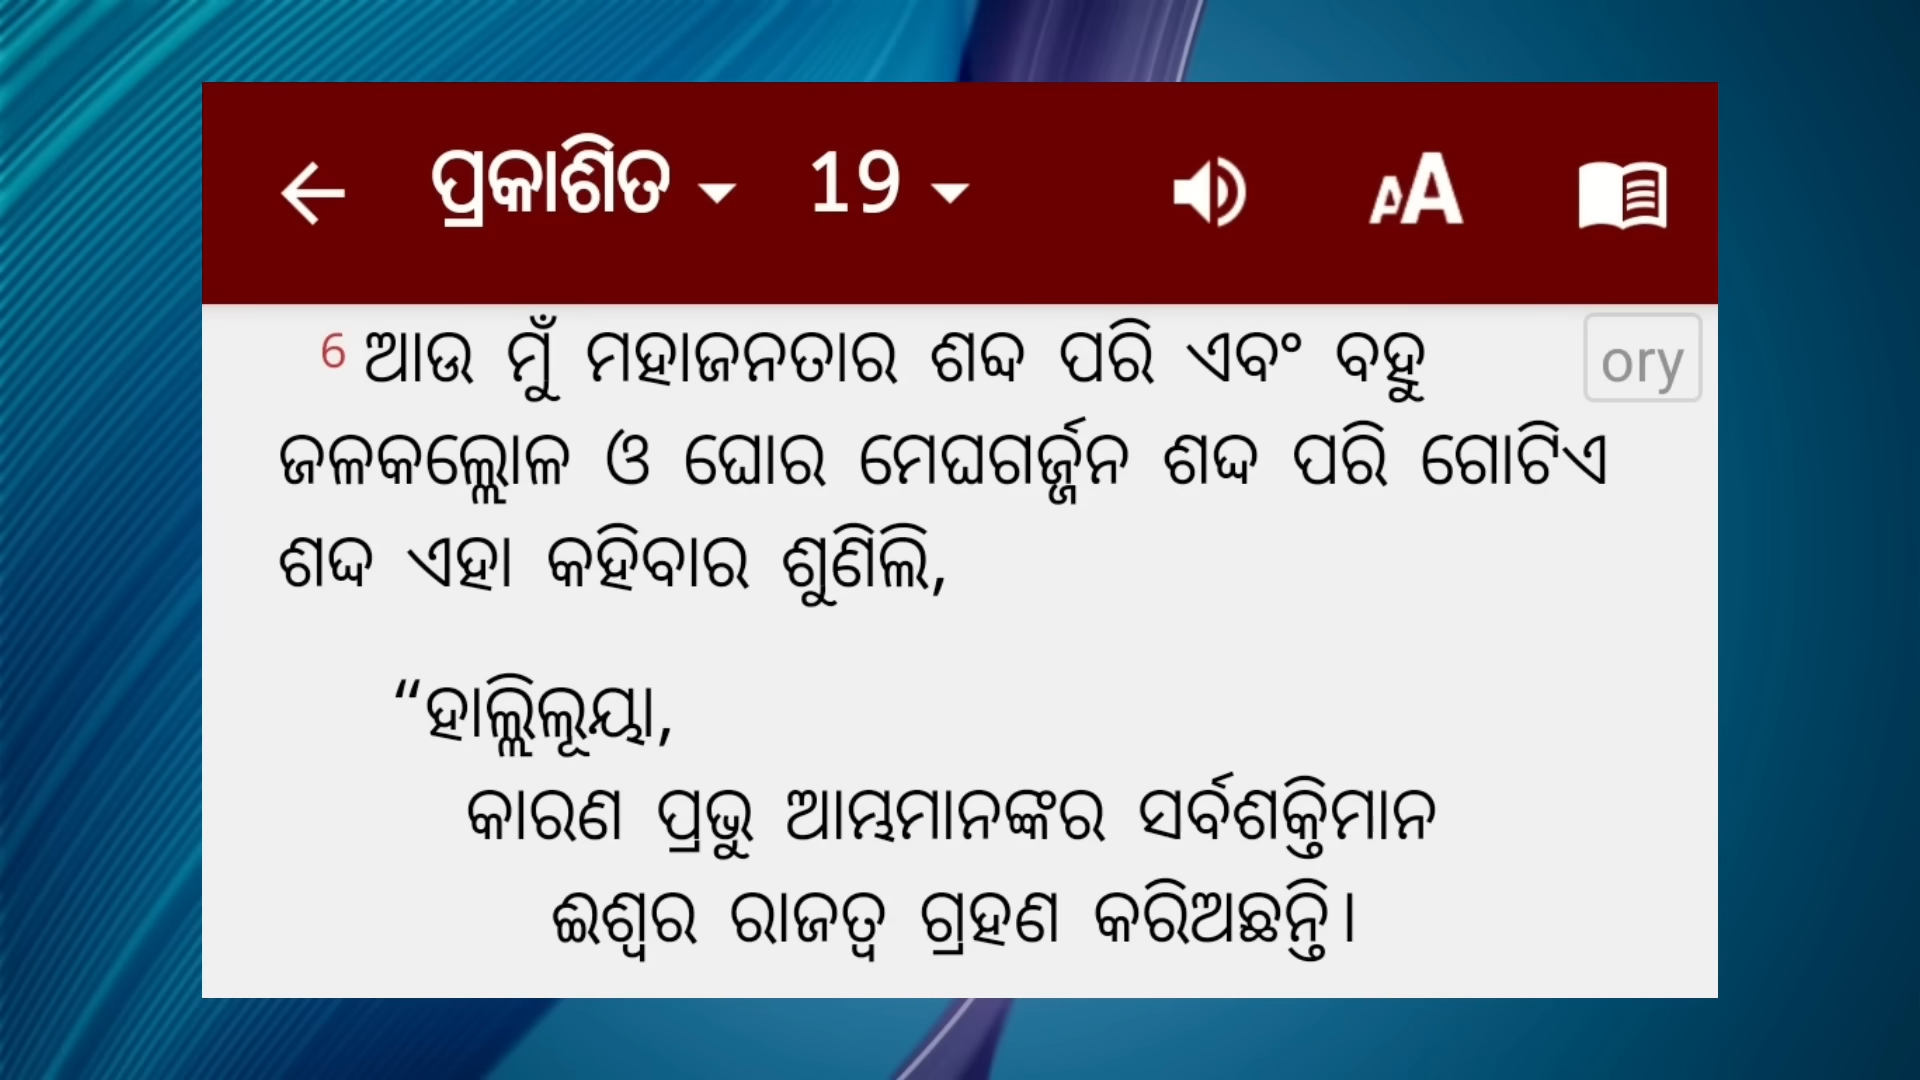 ପ୍ରକାଶିତ 19 AA
6 ଆଉ ମୁଁ ମହାଜନତାର ଶବ୍ଦ ପରି ଏବଂ ବହୁ ory
ଜଳକଲ୍ଲୋଳ ଓ ଘୋର ମେଘଗର୍ଜ୍ଜନ ଶବ୍ଦ ପରି ଗୋଟିଏ
ଶବ୍ଦ ଏହା କହିବାର ଶୁଣିଲି,
“ହାଲ୍ଲିଲୂୟା,
କାରଣ ପ୍ରଭୁ ଆମ୍ଭମାନଙ୍କର ସର୍ବଶକ୍ତିମାନ
ଈଶ୍ୱର ରାଜତ୍ୱ ଗ୍ରହଣ କରିଅଛନ୍ତି।